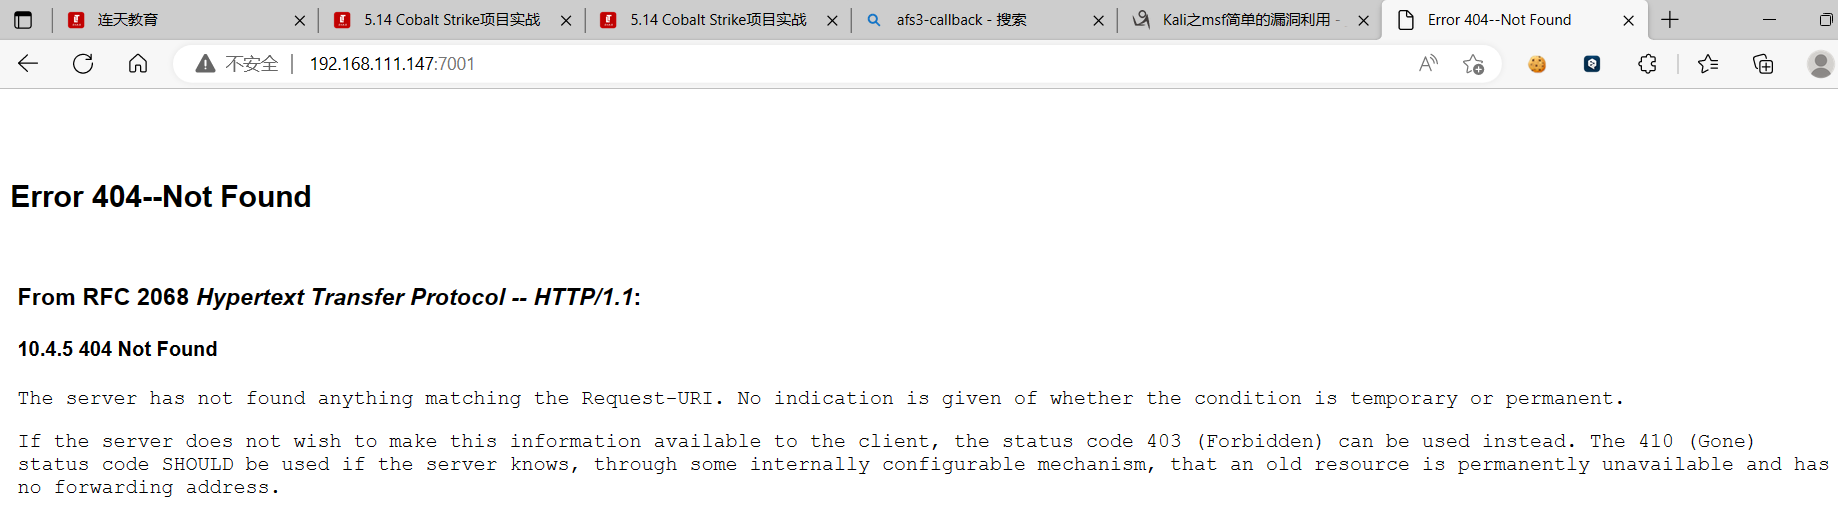 连天教育
5.14 Cobalt Strike项目实战
5.14 Cobalt Strike项目实战
afs3-callback - 搜索
Kali之msf简单的漏洞利用 -
Error 404--Not Found
不安全 | 192.168.111.147:7001
Error 404--Not Found
From RFC 2068 Hypertext Transfer Protocol -- HTTP/1.1:
10.4.5 404 Not Found
The server has not found anything matching the Request-URI. No indication is given of whether the condition is temporary or permanent.
If the server does not wish to make this information available to the client, the status code 403 (Forbidden) can be used instead. The 410 (Gone)
status code SHOULD be used if the server knows, through some internally configurable mechanism, that an old resource is permanently unavailable and has
no forwarding address.